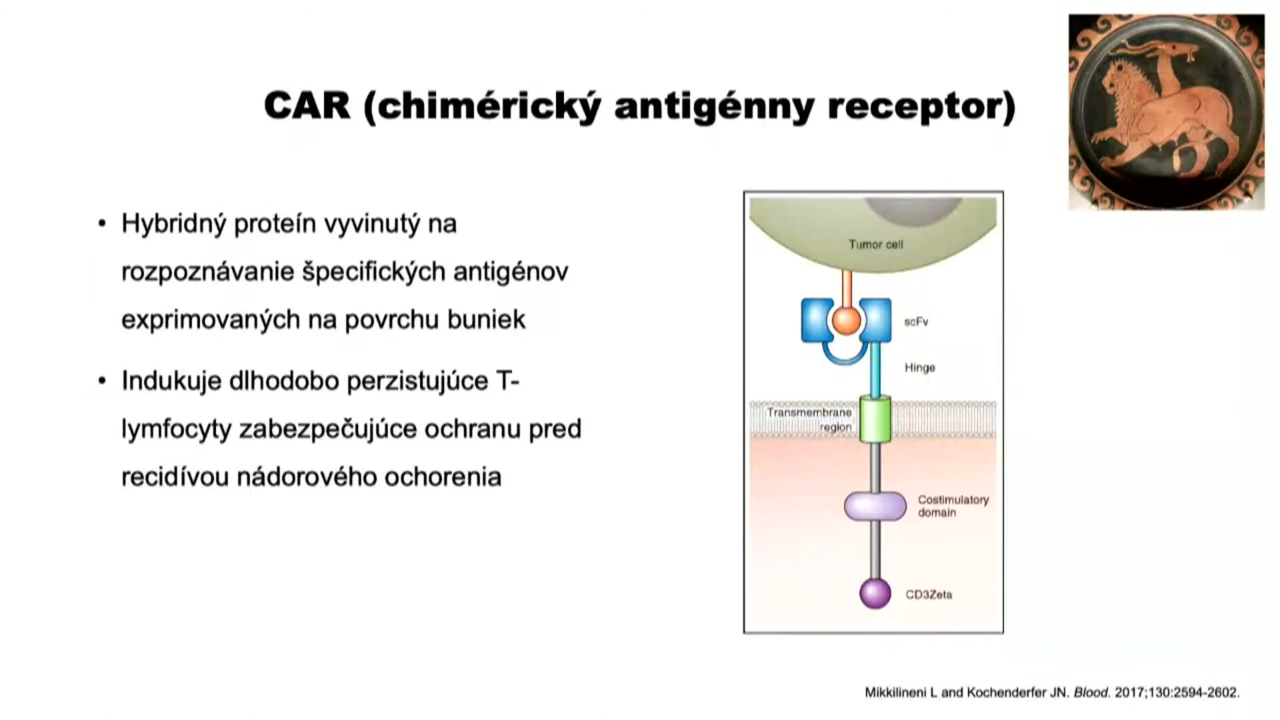 CAR (chimérický antigénny receptor)
• Hybridný proteín vyvinutý na
rozpoznávanie špecifických antigénov
exprimovaných na povrchu buniek
• Indukuje dlhodobo perzistujúce T-
lymfocyty zabezpečujúce ochranu pred
recidívou nádorového ochorenia
Tumor cell
scFv
Hinge
Transmembrane
region
Costimulatory
domain
CD3Zeta
Mikkilineni L and Kochenderfer JN. Blood. 2017;130:2594-2602.